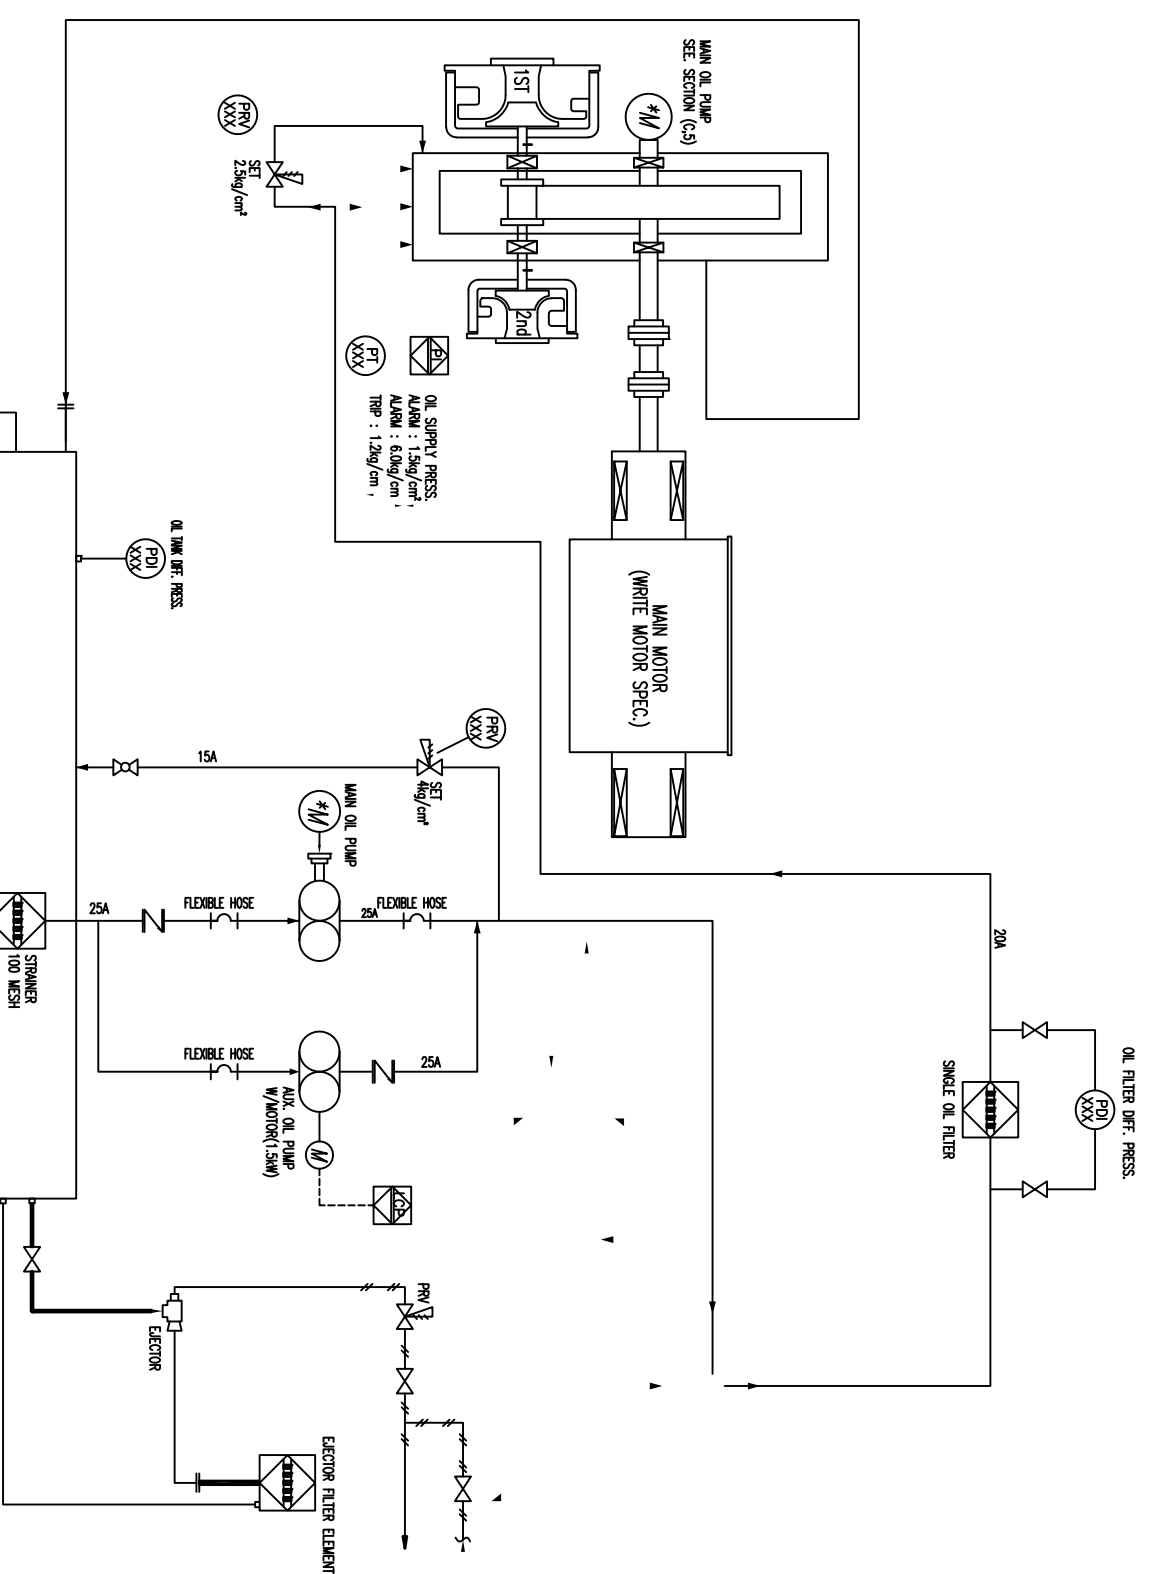 MAIN OIL PUMP
SEE. SECTION (C,5)
*M
1ST
2nd
PRV
XXX
SET
2.5kg/cm²
PI
PT
XXX
OIL SUPPLY PRESS.
ALARM : 1.5kg/cm²,
ALARM : 6.0kg/cm ,
TRIP : 1.2kg/cm ,
OIL TANK DIFF. PRESS.
PDI
XXX
MAIN MOTOR
(WRITE MOTOR SPEC.)
15A
PRV
XXX
SET
4kg/cm²
MAIN OIL PUMP
*M
25A
FLEXIBLE HOSE
25A
FLEXIBLE HOSE
STRAINER
100 MESH
FLEXIBLE HOSE
25A
AUX. OIL PUMP
W/MOTOR(1.5kW)
M
LCP
20A
OIL FILTER DIFF. PRESS.
PDI
XXX
SINGLE OIL FILTER
PRV
EJECTOR
EJECTOR FILTER ELEMENT